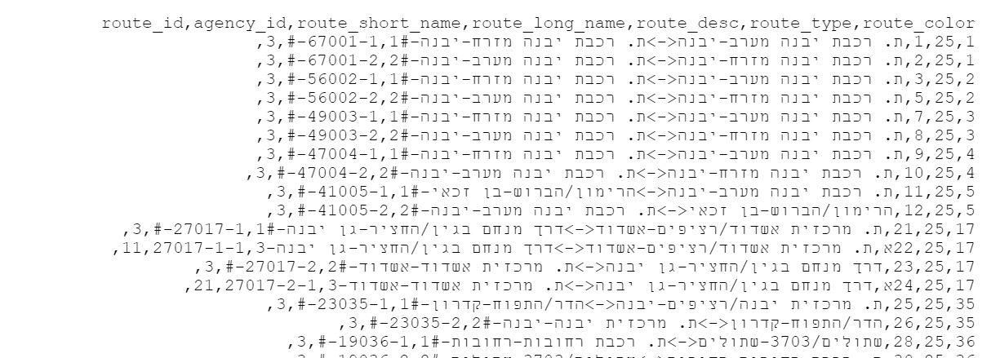 route_id,agency_id,route_short_name,route_long_name,route_desc,route_type,route_color
1,25,1,ת. רכבת יבנה מערב-יבנה<->ת. רכבת יבנה מזרח-יבנה-1#,67001-1-#,3,
2,25,1,ת. רכבת יבנה מזרח-יבנה<->ת. רכבת יבנה מערב-יבנה-2#,67001-2-#,3,
3,25,2,ת. רכבת יבנה מערב-יבנה<->ת. רכבת יבנה מזרח-יבנה-1#,56002-1-#,3,
5,25,2,ת. רכבת יבנה מזרח-יבנה<->ת. רכבת יבנה מערב-יבנה-2#,56002-2-#,3,
7,25,3,ת. רכבת יבנה מערב-יבנה<->ת. רכבת יבנה מזרח-יבנה-1#,49003-1-#,3,
8,25,3,ת. רכבת יבנה מזרח-יבנה<->ת. רכבת יבנה מערב-יבנה-2#,49003-2-#,3,
9,25,4,ת. רכבת יבנה מערב-יבנה<->ת. רכבת יבנה מזרח-יבנה-1#,47004-1-#,3,
10,25,4,ת. רכבת יבנה מזרח-יבנה<->ת. רכבת יבנה מערב-יבנה-2#,47004-2-#,3,
11,25,5,ת. רכבת יבנה מערב-יבנה<->הרימון/הברוש-בן זכאי-1#,41005-1-#,3,
12,25,5,הרימון/הברוש-בן זכאי<->ת. רכבת יבנה מערב-יבנה-2#,41005-2-#,3,
21,25,17,ת. מרכזית אשדוד/רציפים-אשדוד<->דרך מנחם בגין/החציר-גן יבנה-1#,27017-1-#,3,
22,25,17א,ת. מרכזית אשדוד/רציפים-אשדוד<->דרך מנחם בגין/החציר-גן יבנה-11,27017-1-1,3,
23,25,17,דרך מנחם בגין/החציר-גן יבנה<->ת. מרכזית אשדוד-אשדוד-2#,27017-2-#,3,
24,25,17א,דרך מנחם בגין/החציר-גן יבנה<->ת. מרכזית אשדוד-אשדוד-21,27017-2-1,3,
25,25,35,ת. מרכזית יבנה/רציפים-יבנה<->הדר/התפוח-קדרון-1#,23035-1-#,3,
26,25,35,הדר/התפוח-קדרון<->ת. מרכזית יבנה-יבנה-2#,23035-2-#,3,
28,25,36,שתולים/3703-שתולים<->ת. רכבת רחובות-רחובות-1#,19036-1-#,3,